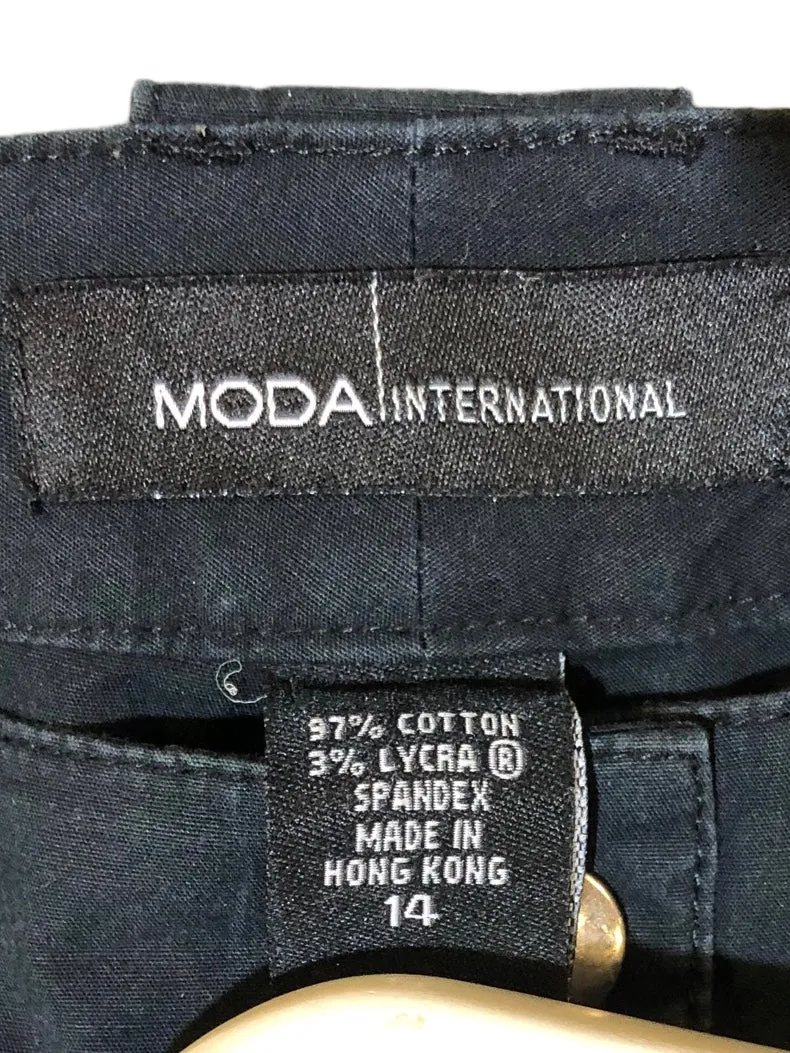 MODA INTERNATIONAL
97% COTTON
3% LYCRA ®
SPANDEX
MADE IN
HONG KONG
14